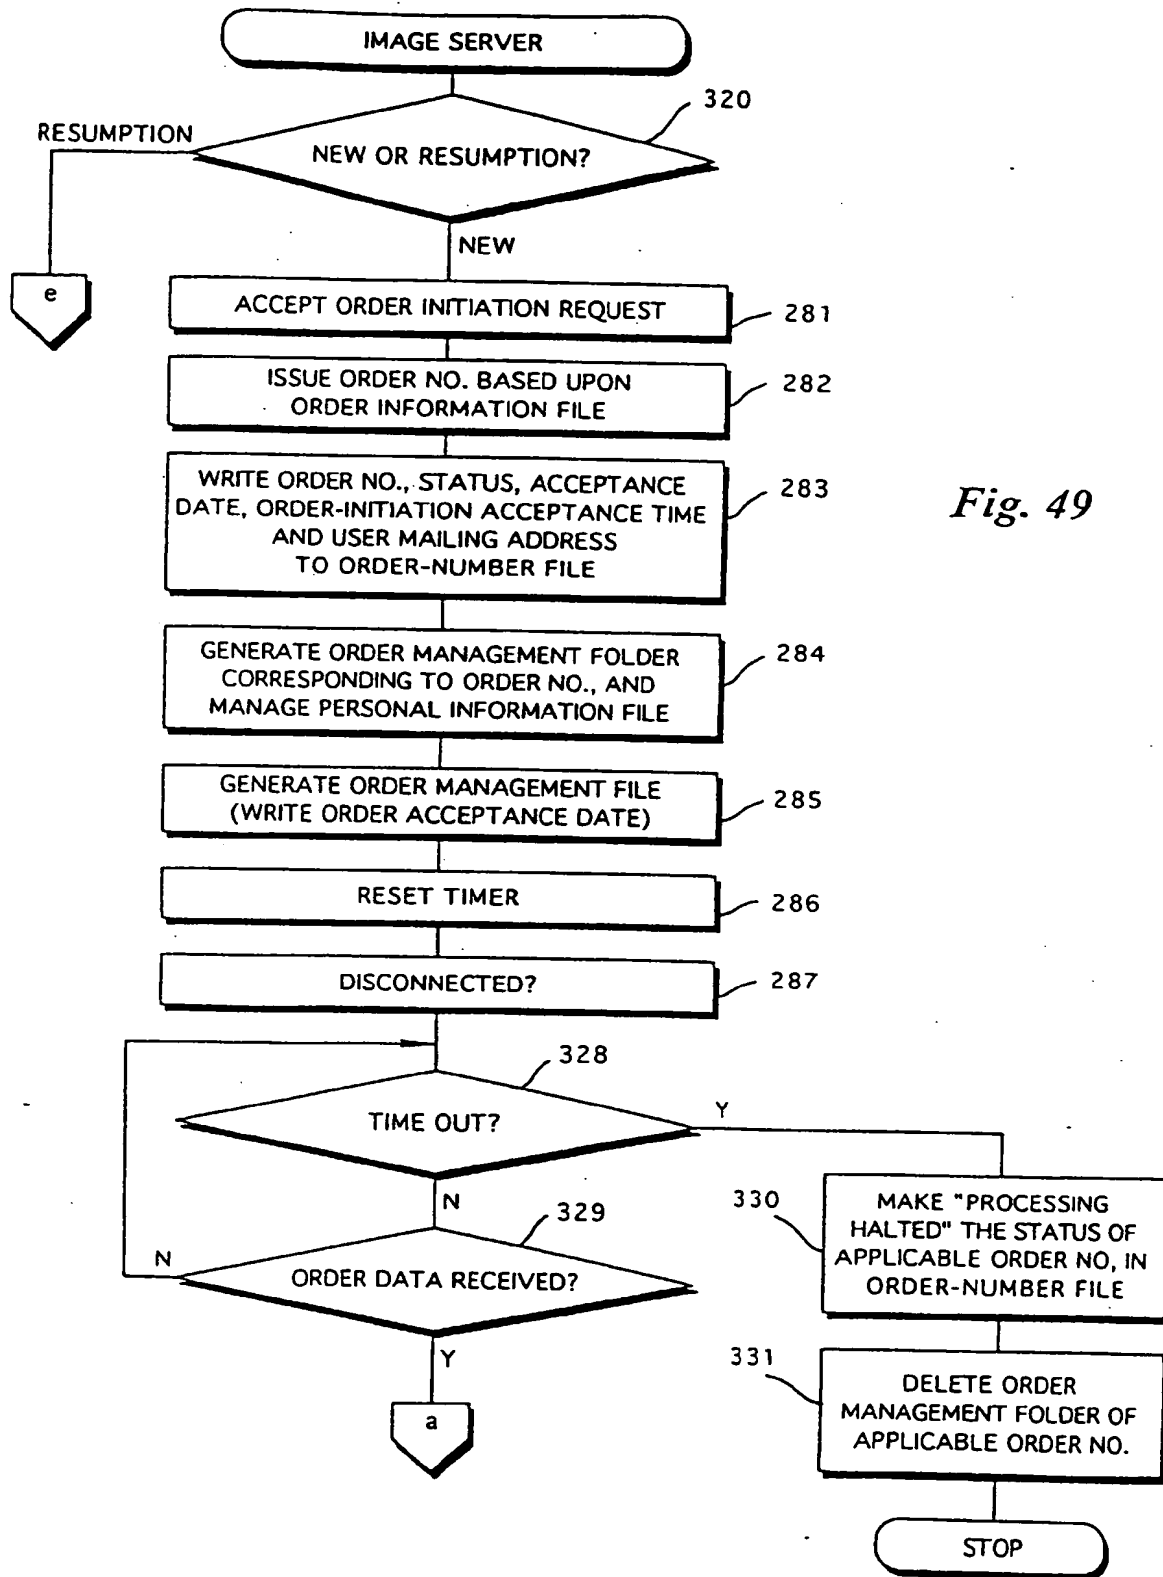 IMAGE SERVER
320
RESUMPTION
NEW OR RESUMPTION?
NEW
e
ACCEPT ORDER INITIATION REQUEST
281
ISSUE ORDER NO. BASED UPON
ORDER INFORMATION FILE
282
WRITE ORDER NO., STATUS, ACCEPTANCE
DATE, ORDER-INITIATION ACCEPTANCE TIME
AND USER MAILING ADDRESS
TO ORDER-NUMBER FILE
283
Fig. 49
GENERATE ORDER MANAGEMENT FOLDER
CORRESPONDING TO ORDER NO., AND
MANAGE PERSONAL INFORMATION FILE
284
GENERATE ORDER MANAGEMENT FILE
(WRITE ORDER ACCEPTANCE DATE)
285
RESET TIMER
286
DISCONNECTED?
287
328
TIME OUT?
Y
N
329
N
ORDER DATA RECEIVED?
Y
a
330
MAKE "PROCESSING
HALTED" THE STATUS OF
APPLICABLE ORDER NO, IN
ORDER-NUMBER FILE
331
DELETE ORDER
MANAGEMENT FOLDER OF
APPLICABLE ORDER NO.
STOP